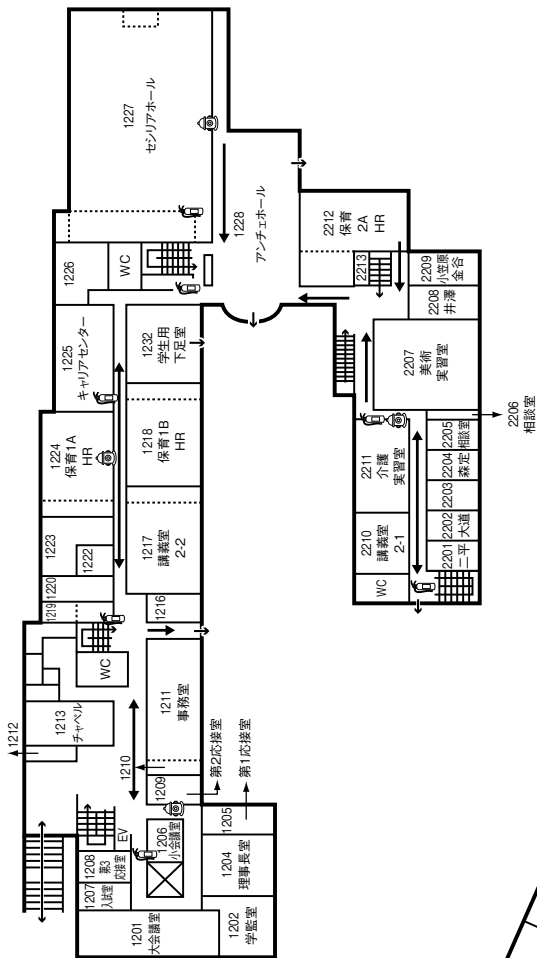 1227
セシリアホール
1228
アンチェホール
2212
保育
2A
HR
2213
2209
小笠原
金谷
2208
井澤
2207
美術
実習室
2206
相談室
2205
相談室
2204
森定
2203
2202
大道
2201
二平
2211
介護
実習室
2210
講義室
2-1
WC
1226
WC
1225
キャリアセンター
1232
学生用
下足室
1224
保育1A
HR
1218
保育1B
HR
1217
講義室
2-2
1223
1222
1220
1219
1216
WC
1213
チャペル
1212
1211
事務室
1210
1209
第2応接室
第1応接室
EV
1208
第3
応接室
1207
入試室
1206
小会議室
1205
1204
理事長室
1202
学監室
1201
大会議室